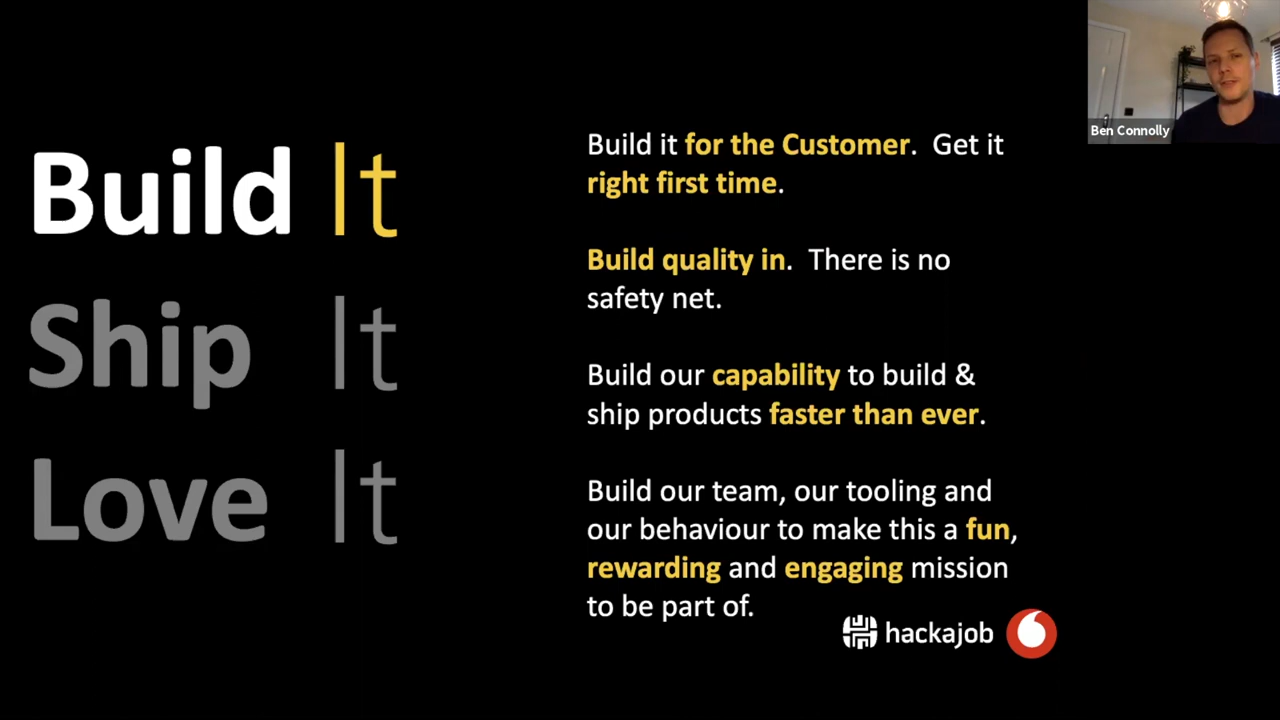 Build It
Ship It
Love It
Build it for the Customer.  Get it
right first time.
Build quality in.  There is no
safety net.
Build our capability to build &
ship products faster than ever.
Build our team, our tooling and
our behaviour to make this a fun,
rewarding and engaging mission
to be part of.
hackajob
Ben Connolly